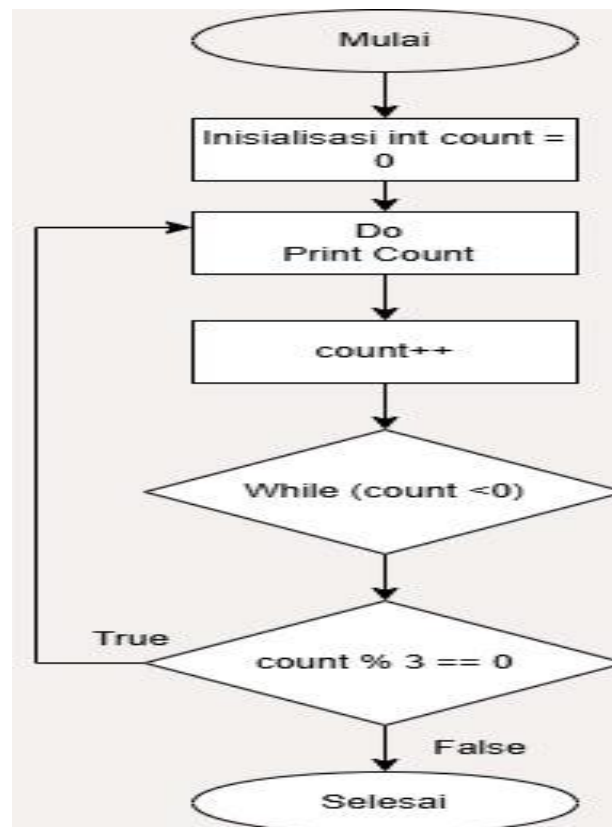 Mulai
Inisialisasi int count =
0
Do
Print Count
count++
While (count <0)
True
count % 3 == 0
False
Selesai